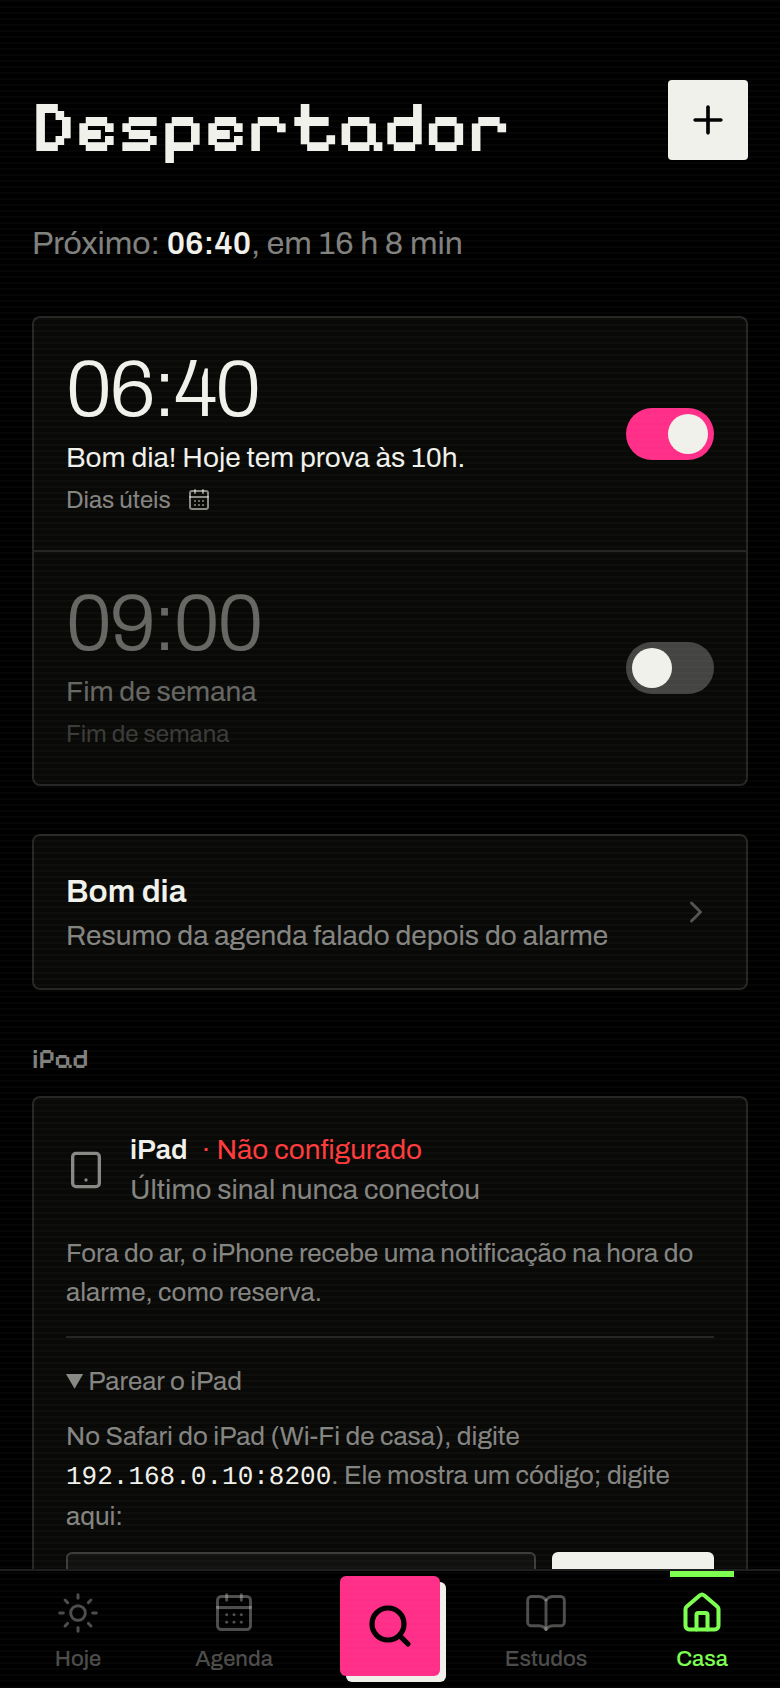 Despertador
Próximo: 06:40, em 16 h 8 min
06:40
Bom dia! Hoje tem prova às 10h.
Dias úteis
09:00
Fim de semana
Fim de semana
Bom dia
Resumo da agenda falado depois do alarme
iPad
iPad · Não configurado
Último sinal nunca conectou
Fora do ar, o iPhone recebe uma notificação na hora do
alarme, como reserva.
Parear o iPad
No Safari do iPad (Wi-Fi de casa), digite
192.168.0.10:8200. Ele mostra um código; digite
aqui:
Hoje
Agenda
Estudos
Casa